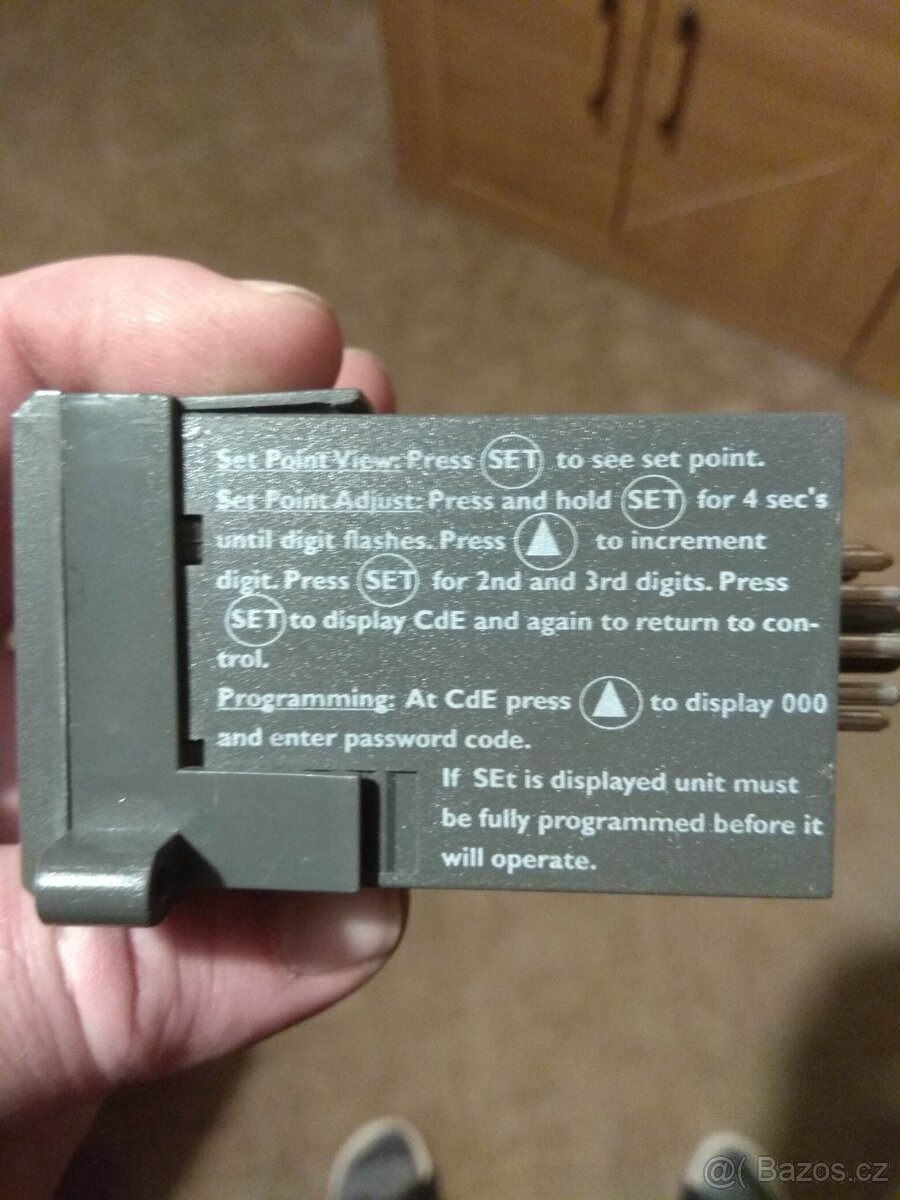 Set Point View: Press SET to see set point.
Set Point Adjust: Press and hold SET for 4 sec's
until digit flashes. Press ▲ to increment
digit. Press SET for 2nd and 3rd digits. Press
SET to display CdE and again to return to con-
trol.
Programming: At CdE press ▲ to display 000
and enter password code.
If SEt is displayed unit must
be fully programmed before it
will operate.
@( Bazos.cz